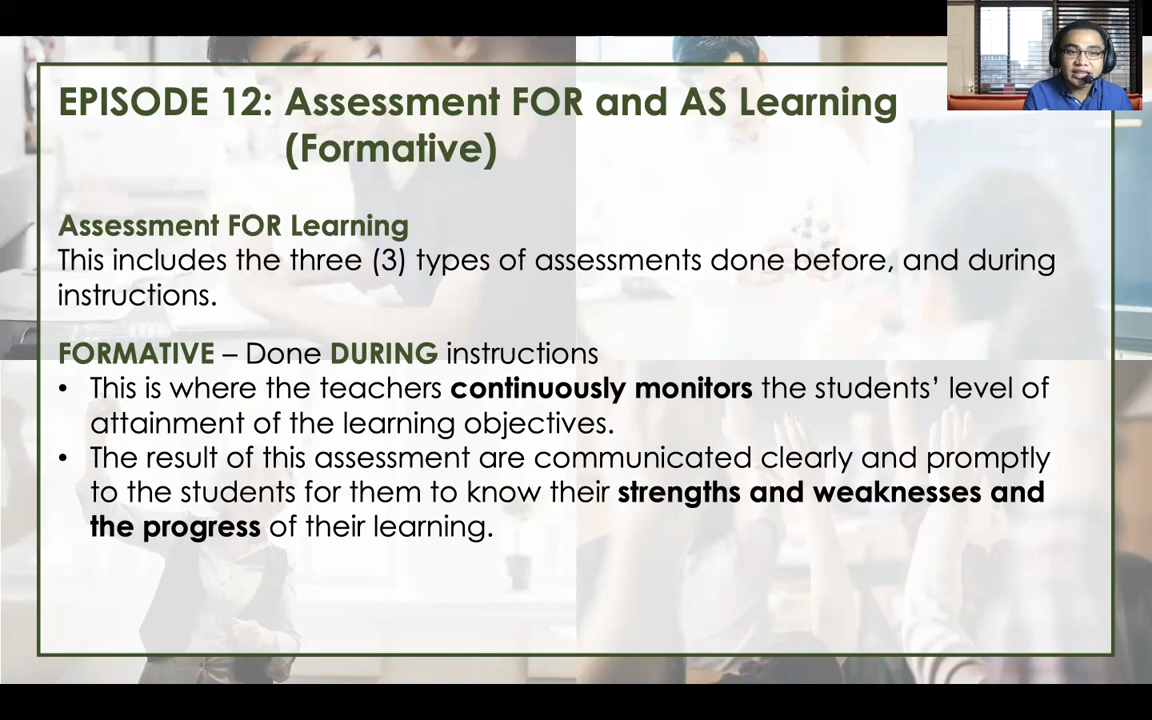 EPISODE 12: Assessment FOR and AS Learning
(Formative)
Assessment FOR Learning
This includes the three (3) types of assessments done before, and during
instructions.
FORMATIVE – Done DURING instructions
• This is where the teachers continuously monitors the students’ level of
attainment of the learning objectives.
• The result of this assessment are communicated clearly and promptly
to the students for them to know their strengths and weaknesses and
the progress of their learning.